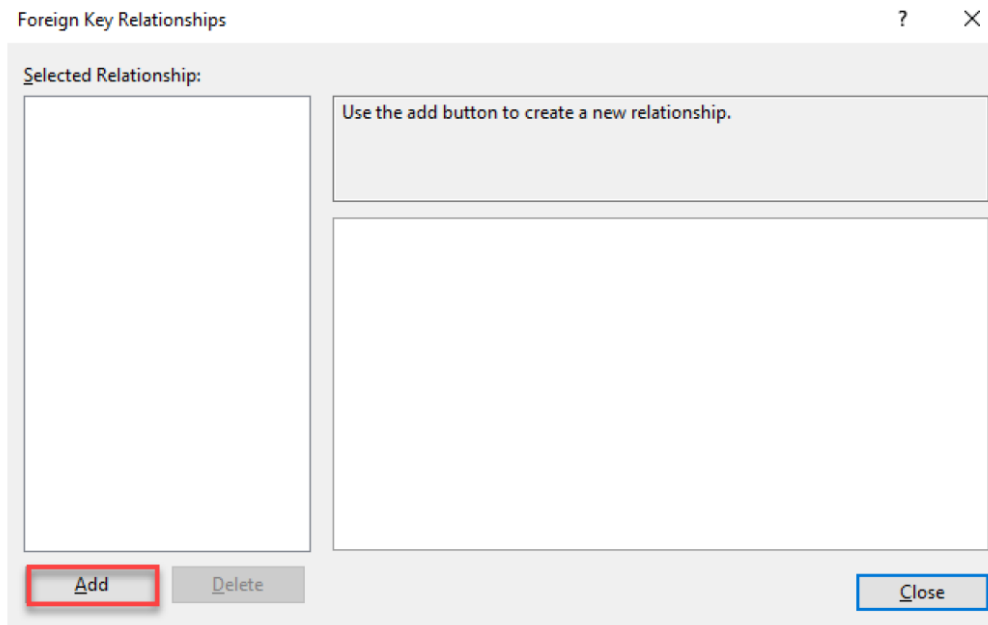 Foreign Key Relationships
?
Selected Relationship:
Use the add button to create a new relationship.
Add
Delete
Close